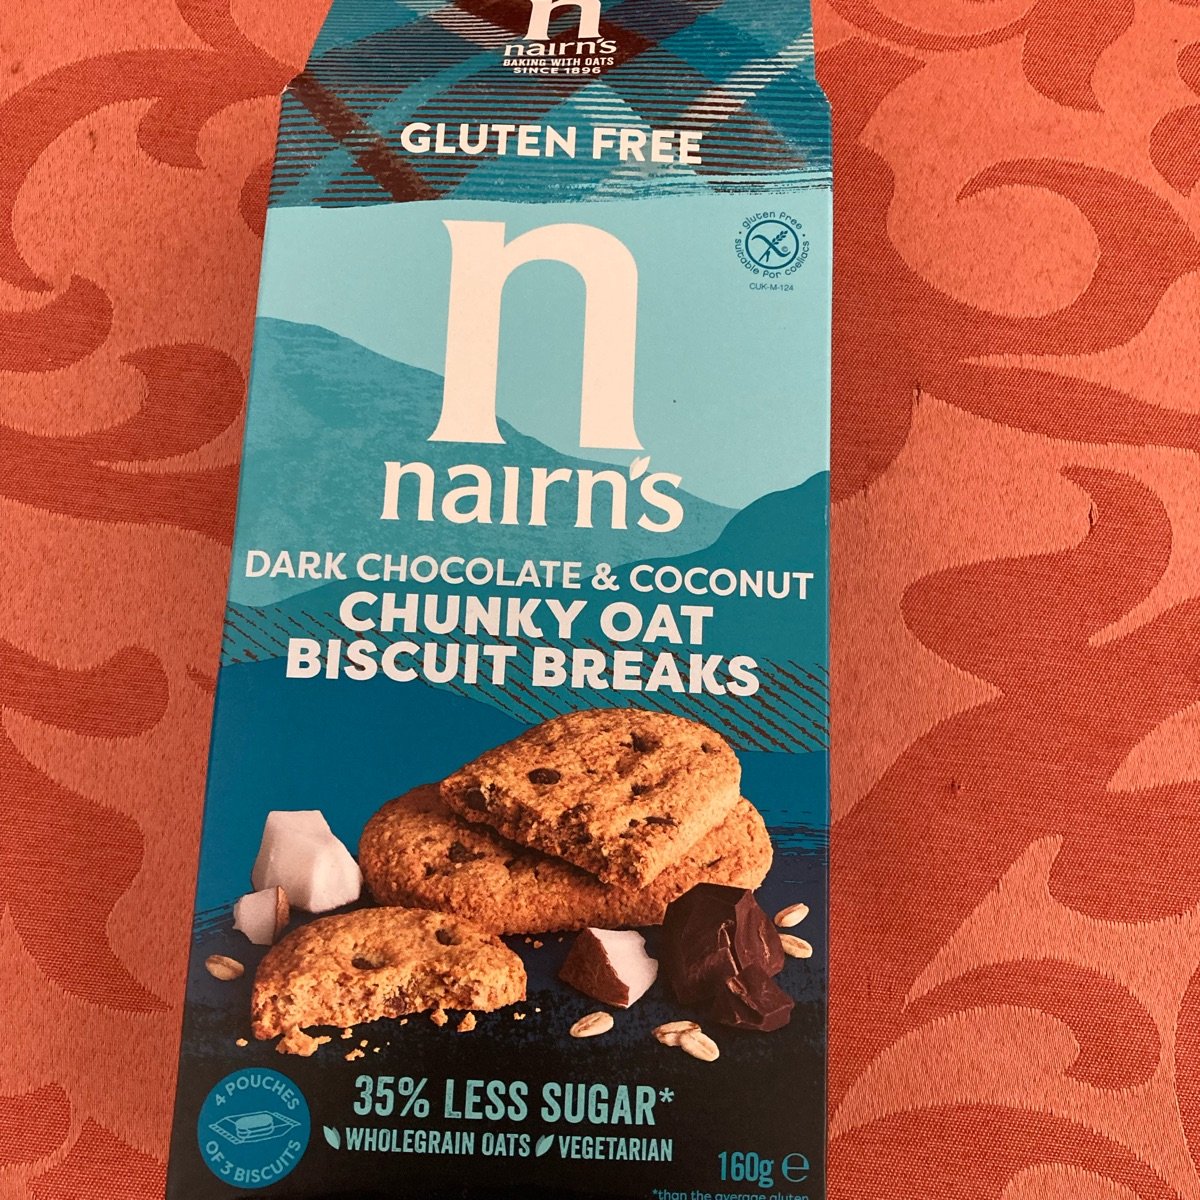 n
nairn's
BAKING WITH OATS
SINCE 1896
GLUTEN FREE
gluten free
suitable for coeliacs
CUK-M-124
n
nairn's
DARK CHOCOLATE & COCONUT
CHUNKY OAT
BISCUIT BREAKS
4 POUCHES
OF 3 BISCUITS
35% LESS SUGAR*
WHOLEGRAIN OATS VEGETARIAN
160g e
*than the average gluten